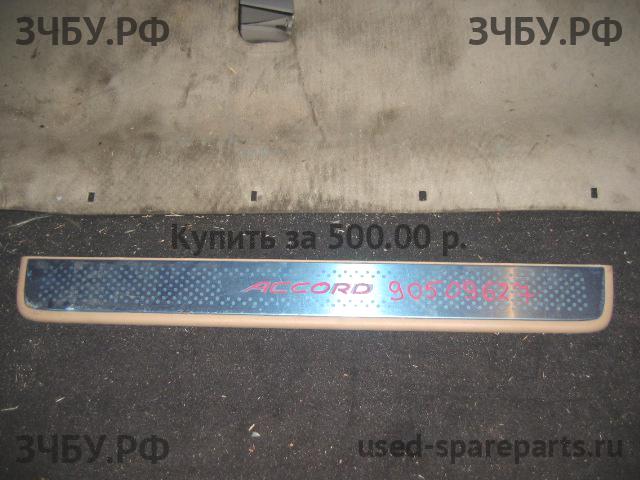 ЗЧБУ.РФ ЗЧБУ.РФ
Купить за 500.00 р.
ACCORD 90509627
ЗЧБУ.РФ used-spareparts.ru